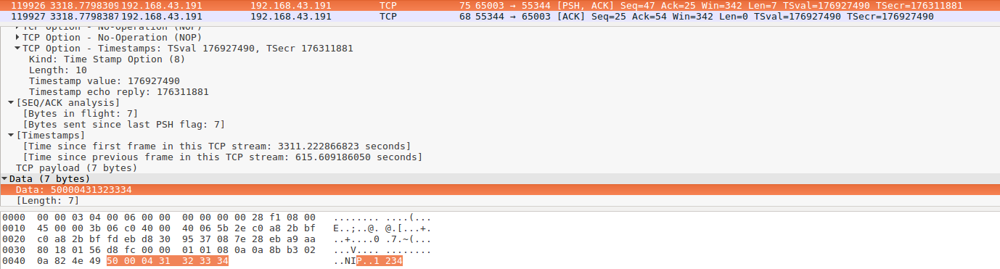 119926 3318.7798309 192.168.43.191 192.168.43.191 TCP 75 65003 → 55344 [PSH, ACK] Seq=47 Ack=25 Win=342 Len=7 TSval=176927490 TSecr=176311881
119927 3318.7798387 192.168.43.191 192.168.43.191 TCP 68 55344 → 65003 [ACK] Seq=25 Ack=54 Win=342 Len=0 TSval=176927490 TSecr=176927490
TCP Option - No-Operation (NOP)
TCP Option - No-Operation (NOP)
TCP Option - Timestamps: TSval 176927490, TSecr 176311881
Kind: Time Stamp Option (8)
Length: 10
Timestamp value: 176927490
Timestamp echo reply: 176311881
[SEQ/ACK analysis]
[Bytes in flight: 7]
[Bytes sent since last PSH flag: 7]
[Timestamps]
[Time since first frame in this TCP stream: 3311.222866823 seconds]
[Time since previous frame in this TCP stream: 615.609186050 seconds]
TCP payload (7 bytes)
Data (7 bytes)
Data: 50000431323334
[Length: 7]
0000 00 00 03 04 00 06 00 00 00 00 00 00 28 f1 08 00 ........ ....(...
0010 45 00 00 3b 06 c0 40 00 40 06 5b 2e c0 a8 2b bf E..;..@. @.[...+.
0020 c0 a8 2b bf fd eb d8 30 95 37 08 7e 28 eb a9 aa ..+....0 .7.~(...
0030 80 18 01 56 d8 fc 00 00 01 01 08 0a 0a 8b b3 02 ...V.... ........
0040 0a 82 4e 49 50 00 04 31 32 33 34 ..NIP..1 234